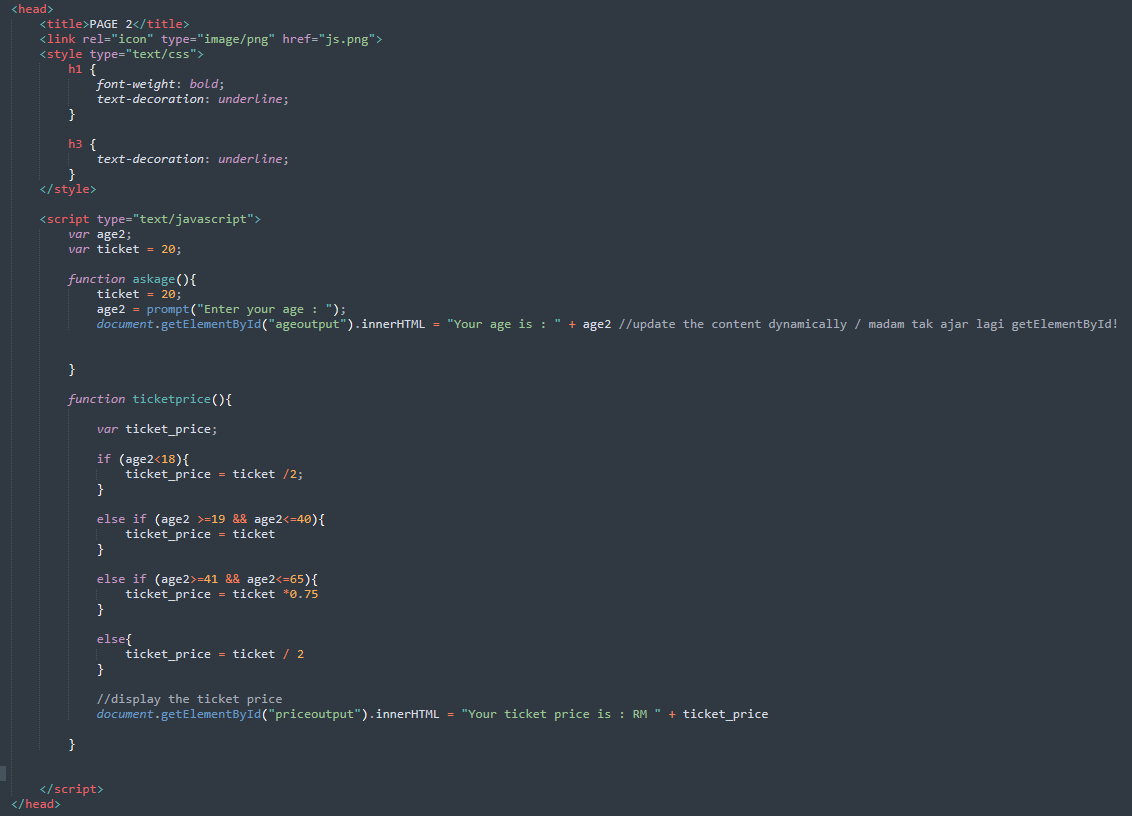 <head>
<title>PAGE 2</title>
<link rel="icon" type="image/png" href="js.png">
<style type="text/css">
h1 {
font-weight: bold;
text-decoration: underline;
}
h3 {
text-decoration: underline;
}
</style>
<script type="text/javascript">
var age2;
var ticket = 20;
function askage(){
ticket = 20;
age2 = prompt("Enter your age : ");
document.getElementById("ageoutput").innerHTML = "Your age is : " + age2 //update the content dynamically / madam tak ajar lagi getElementById!
}
function ticketprice(){
var ticket_price;
if (age2<18){
ticket_price = ticket /2;
}
else if (age2 >=19 && age2<=40){
ticket_price = ticket
}
else if (age2>=41 && age2<=65){
ticket_price = ticket *0.75
}
else{
ticket_price = ticket / 2
}
//display the ticket price
document.getElementById("priceoutput").innerHTML = "Your ticket price is : RM " + ticket_price
}
</script>
</head>